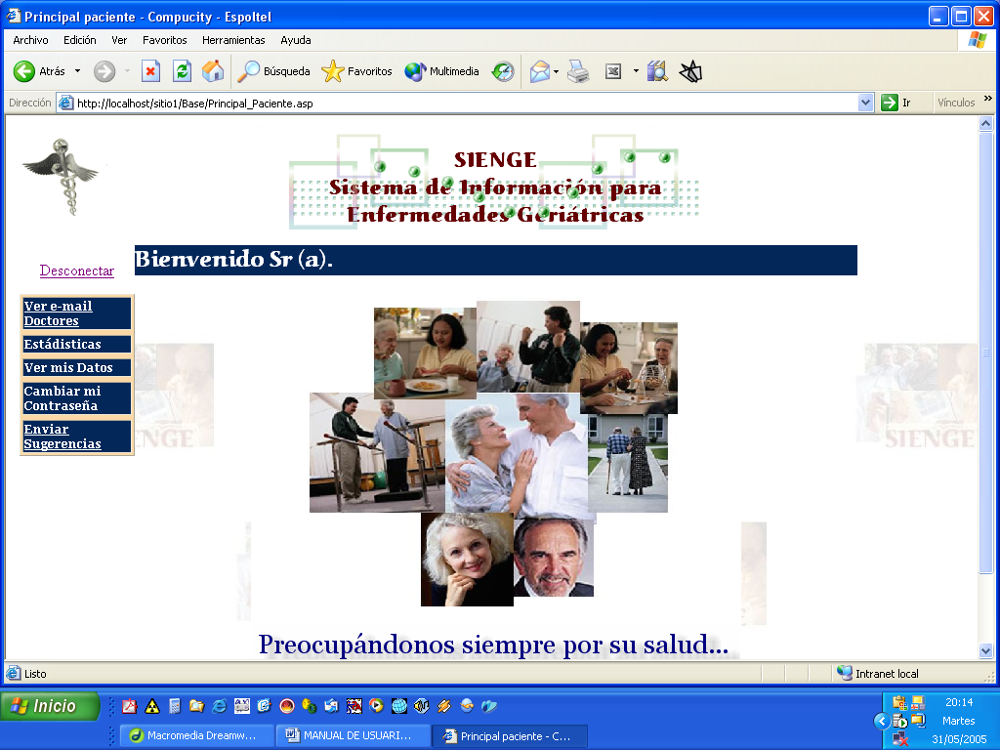 Principal paciente - Compucity - Espoltel
Archivo Edición Ver Favoritos Herramientas Ayuda
Atrás Búsqueda Favoritos Multimedia
Dirección http://localhost/sitio1/Base/Principal_Paciente.asp Ir Vínculos »
SIENGE
Sistema de Información para
Enfermedades Geriátricas
Desconectar
Bienvenido Sr (a).
Ver e-mail
Doctores
Estádisticas
Ver mis Datos
Cambiar mi
Contraseña
Enviar
Sugerencias
SIENGE
SIENGE
Preocupándonos siempre por su salud...
Listo Intranet local
Inicio
20:14
Martes
31/05/2005
Macromedia Dreamw... MANUAL DE USUARI... Principal paciente - C...